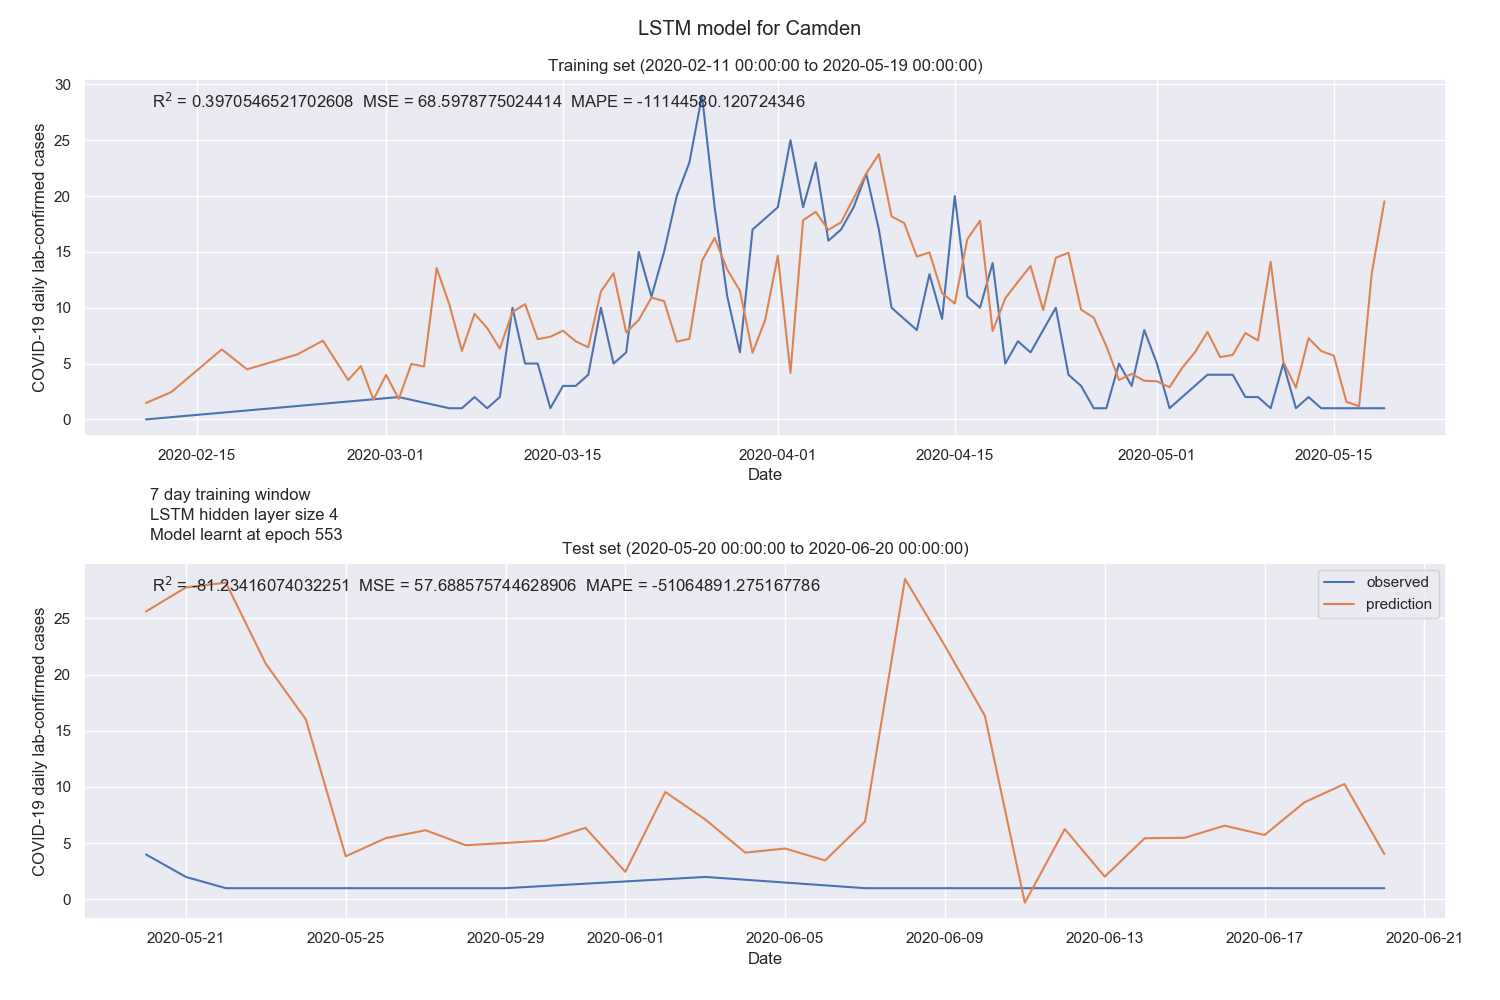 LSTM model for Camden
Training set (2020-02-11 00:00:00 to 2020-05-19 00:00:00)
R² = 0.3970546521702608 MSE = 68.5978775024414 MAPE = -11144580.120724346
COVID-19 daily lab-confirmed cases
30
25
20
15
10
5
0
2020-02-15 2020-03-01 2020-03-15 2020-04-01 2020-04-15 2020-05-01 2020-05-15
Date
7 day training window
LSTM hidden layer size 4
Model learnt at epoch 553
Test set (2020-05-20 00:00:00 to 2020-06-20 00:00:00)
R² = -81.23416074032251 MSE = 57.688575744628906 MAPE = -51064891.275167786
observed
prediction
COVID-19 daily lab-confirmed cases
25
20
15
10
5
0
2020-05-21 2020-05-25 2020-05-29 2020-06-01 2020-06-05 2020-06-09 2020-06-13 2020-06-17 2020-06-21
Date